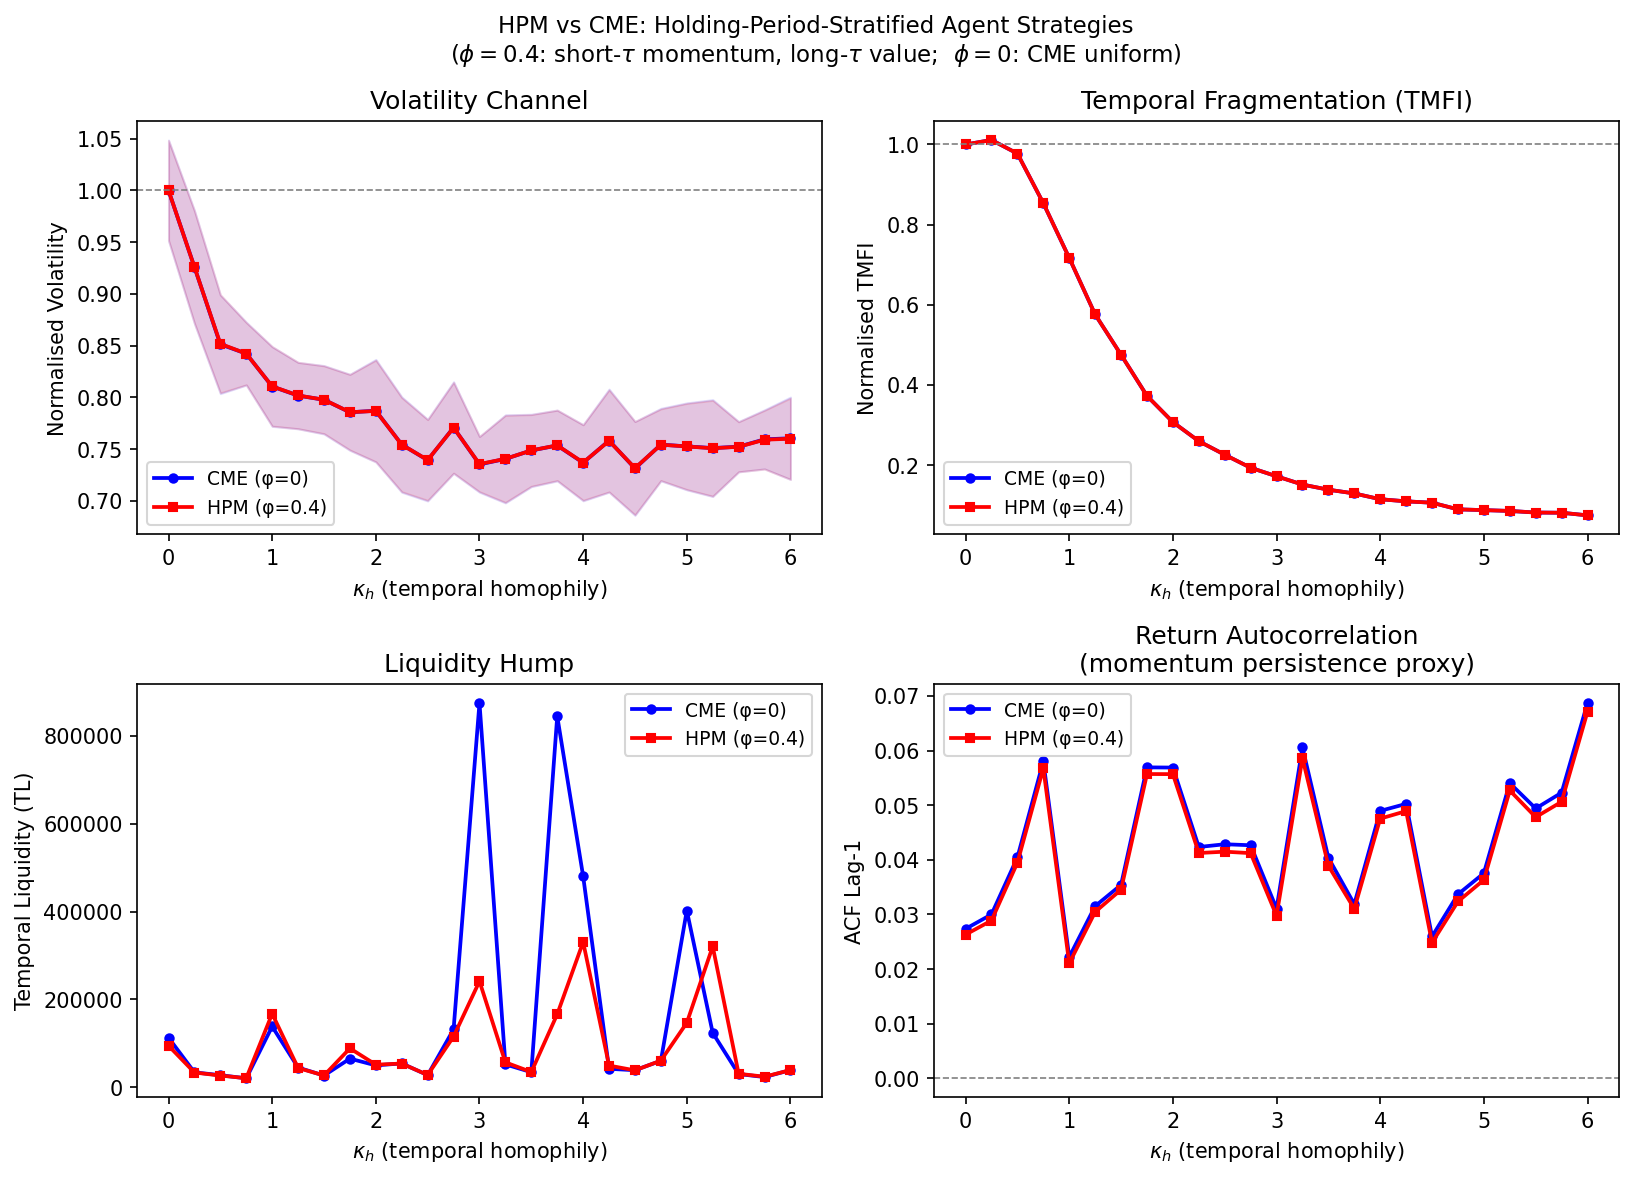 HPM vs CME: Holding-Period-Stratified Agent Strategies
(ϕ = 0.4: short-τ momentum, long-τ value;  ϕ = 0: CME uniform)
Volatility Channel
1.05
1.00
0.95
0.90
0.85
0.80
0.75
0.70
Normalised Volatility
CME (φ=0)
HPM (φ=0.4)
0 1 2 3 4 5 6
κₕ (temporal homophily)
Temporal Fragmentation (TMFI)
1.0
0.8
0.6
0.4
0.2
Normalised TMFI
CME (φ=0)
HPM (φ=0.4)
0 1 2 3 4 5 6
κₕ (temporal homophily)
Liquidity Hump
800000
600000
400000
200000
0
Temporal Liquidity (TL)
CME (φ=0)
HPM (φ=0.4)
0 1 2 3 4 5 6
κₕ (temporal homophily)
Return Autocorrelation
(momentum persistence proxy)
0.07
0.06
0.05
0.04
0.03
0.02
0.01
0.00
ACF Lag-1
CME (φ=0)
HPM (φ=0.4)
0 1 2 3 4 5 6
κₕ (temporal homophily)